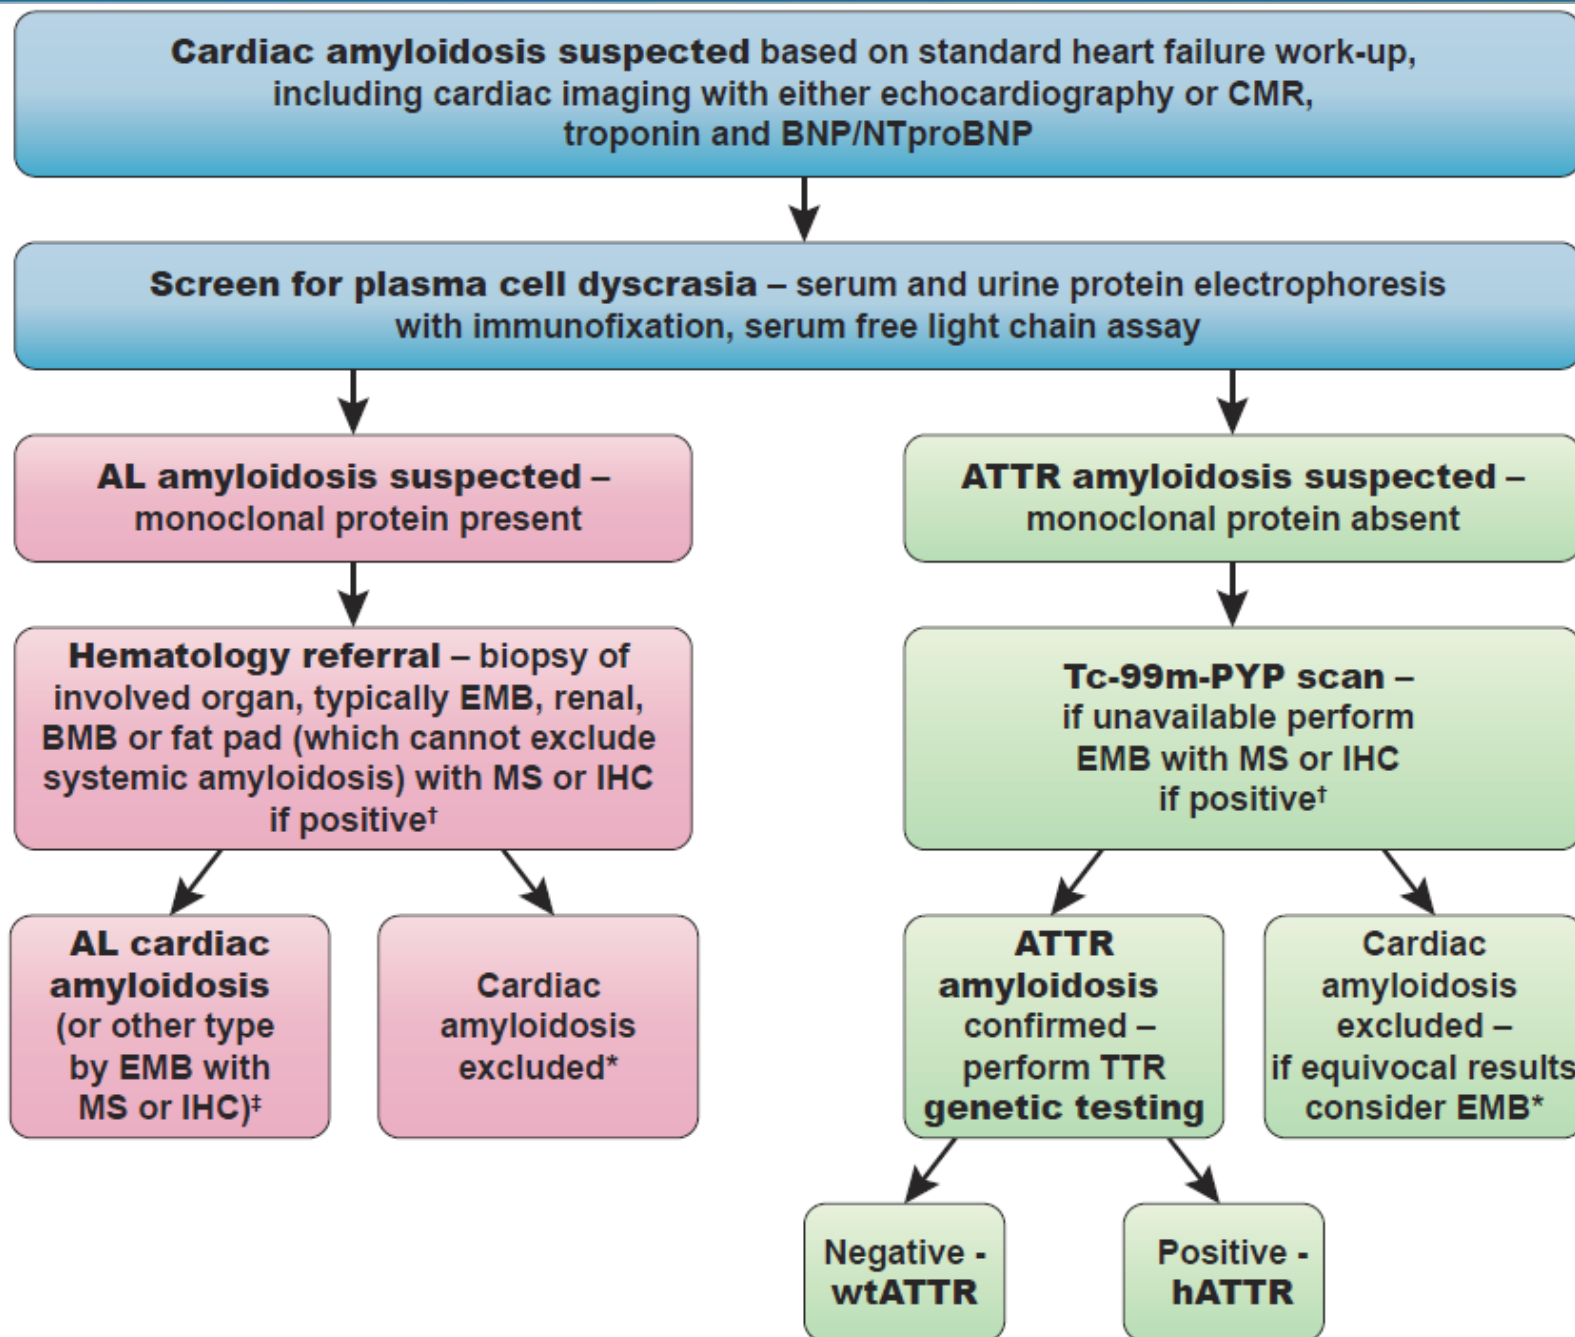 Cardiac amyloidosis suspected based on standard heart failure work-up,
including cardiac imaging with either echocardiography or CMR,
troponin and BNP/NTproBNP
Screen for plasma cell dyscrasia – serum and urine protein electrophoresis
with immunofixation, serum free light chain assay
AL amyloidosis suspected –
monoclonal protein present
ATTR amyloidosis suspected –
monoclonal protein absent
Hematology referral – biopsy of
involved organ, typically EMB, renal,
BMB or fat pad (which cannot exclude
systemic amyloidosis) with MS or IHC
if positive†
Tc-99m-PYP scan –
if unavailable perform
EMB with MS or IHC
if positive†
AL cardiac
amyloidosis
(or other type
by EMB with
MS or IHC)‡
Cardiac
amyloidosis
excluded*
ATTR
amyloidosis
confirmed –
perform TTR
genetic testing
Cardiac
amyloidosis
excluded –
if equivocal results
consider EMB*
Negative -
wtATTR
Positive -
hATTR